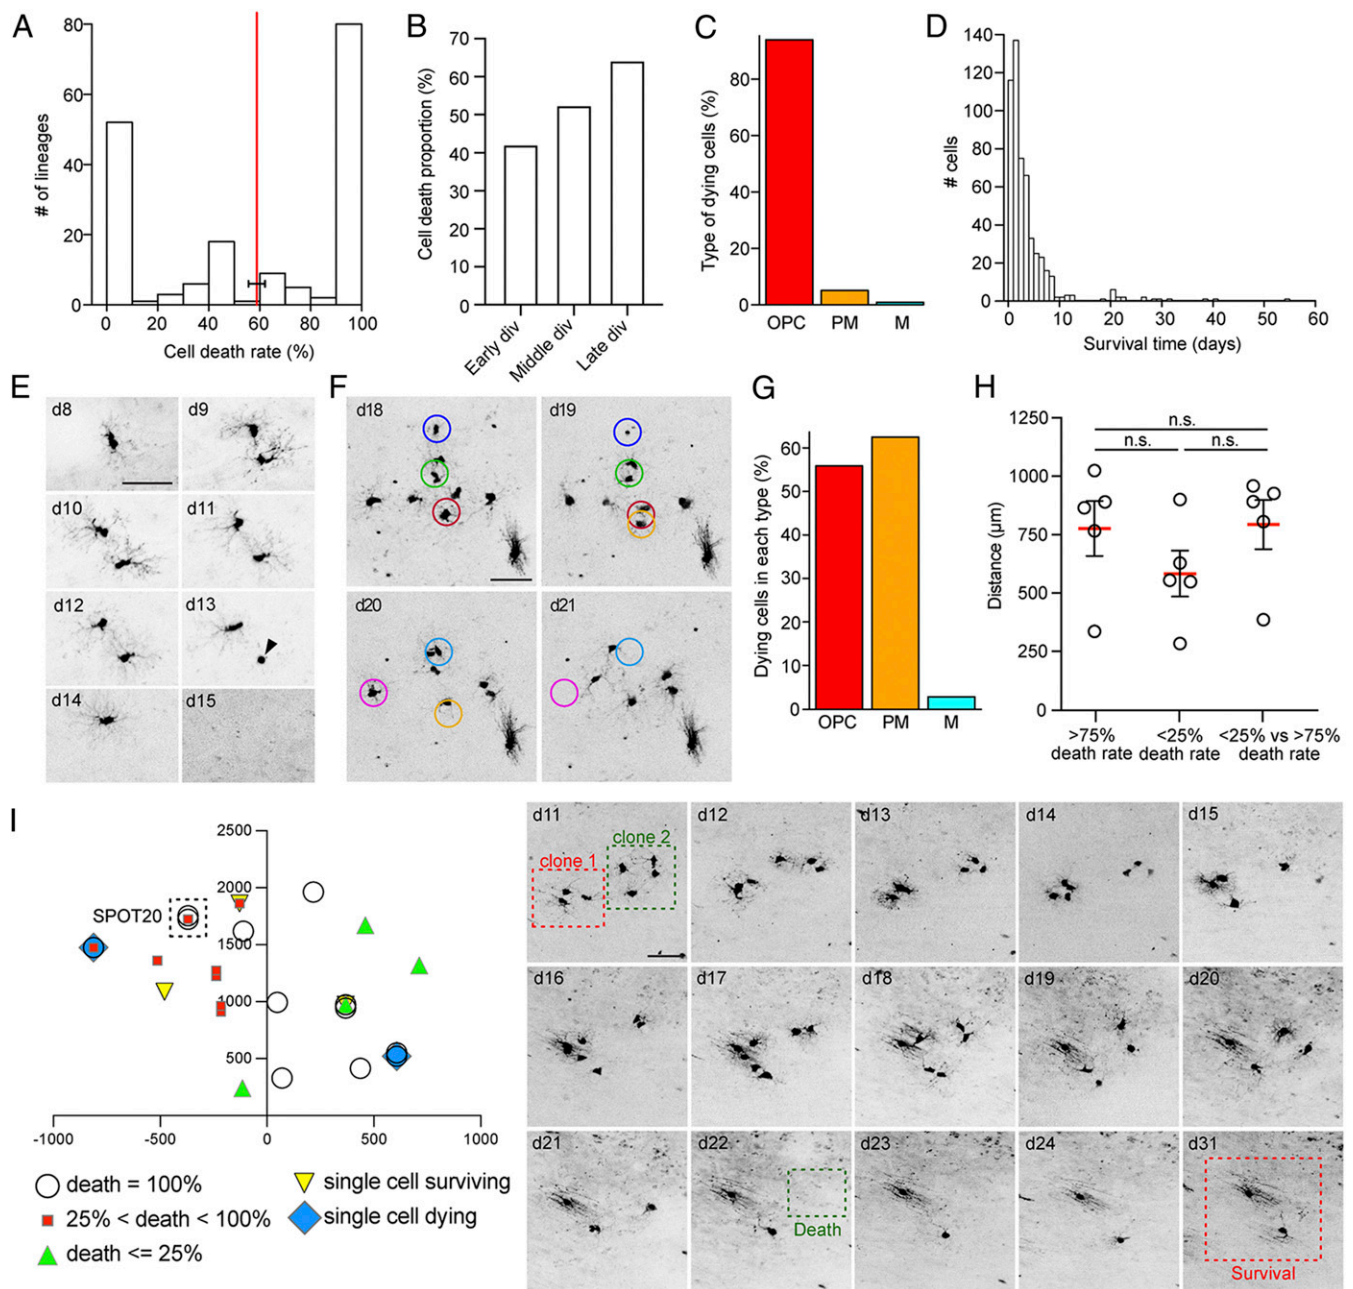 A
80
60
40
20
0
# of lineages
0 20 40 60 80 100
Cell death rate (%)
B
70
60
50
40
30
20
10
0
Cell death proportion (%)
Early div
Middle div
Late div
C
80
60
40
20
0
Type of dying cells (%)
OPC PM M
D
140
120
100
80
60
40
20
0
# cells
0 10 20 30 40 50 60
Survival time (days)
E
d8 d9
d10 d11
d12 d13
d14 d15
F
d18 d19
d20 d21
G
60
50
40
30
20
10
0
Dying cells in each type (%)
OPC PM M
H
1250
1000
750
500
250
0
Distance (µm)
n.s.
n.s. n.s.
>75% <25% <25% vs >75%
death rate death rate death rate
I
2500
2000
1500
1000
500
SPOT20
-1000 -500 0 500 1000
death = 100%
25% < death < 100%
death <= 25%
single cell surviving
single cell dying
d11 d12 d13 d14 d15
clone 1 clone 2
d16 d17 d18 d19 d20
d21 d22 d23 d24 d31
Death
Survival